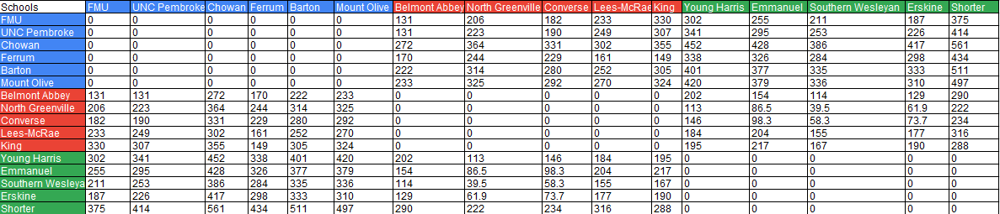 Schools FMU UNC Pembroke Chowan Ferrum Barton Mount Olive Belmont Abbey North Greenville Converse Lees-McRae King Young Harris Emmanuel Southern Wesleyan Erskine Shorter
FMU 0 0 0 0 0 0 131 206 182 233 330 302 255 211 187 375
UNC Pembroke 0 0 0 0 0 0 131 223 190 249 307 341 295 253 226 414
Chowan 0 0 0 0 0 0 272 364 331 302 355 452 428 386 417 561
Ferrum 0 0 0 0 0 0 170 244 229 161 149 338 326 284 298 434
Barton 0 0 0 0 0 0 222 314 280 252 305 401 377 335 333 511
Mount Olive 0 0 0 0 0 0 233 325 292 270 324 420 379 336 310 497
Belmont Abbey 131 131 272 170 222 233 0 0 0 0 0 202 154 114 129 290
North Greenville 206 223 364 244 314 325 0 0 0 0 0 113 86.5 39.5 61.9 222
Converse 182 190 331 229 280 292 0 0 0 0 0 146 98.3 58.3 73.7 234
Lees-McRae 233 249 302 161 252 270 0 0 0 0 0 184 204 155 177 316
King 330 307 355 149 305 324 0 0 0 0 0 195 217 167 190 288
Young Harris 302 341 452 338 401 420 202 113 146 184 195 0 0 0 0 0
Emmanuel 255 295 428 326 377 379 154 86.5 98.3 204 217 0 0 0 0 0
Southern Wesleya 211 253 386 284 335 336 114 39.5 58.3 155 167 0 0 0 0 0
Erskine 187 226 417 298 333 310 129 61.9 73.7 177 190 0 0 0 0 0
Shorter 375 414 561 434 511 497 290 222 234 316 288 0 0 0 0 0